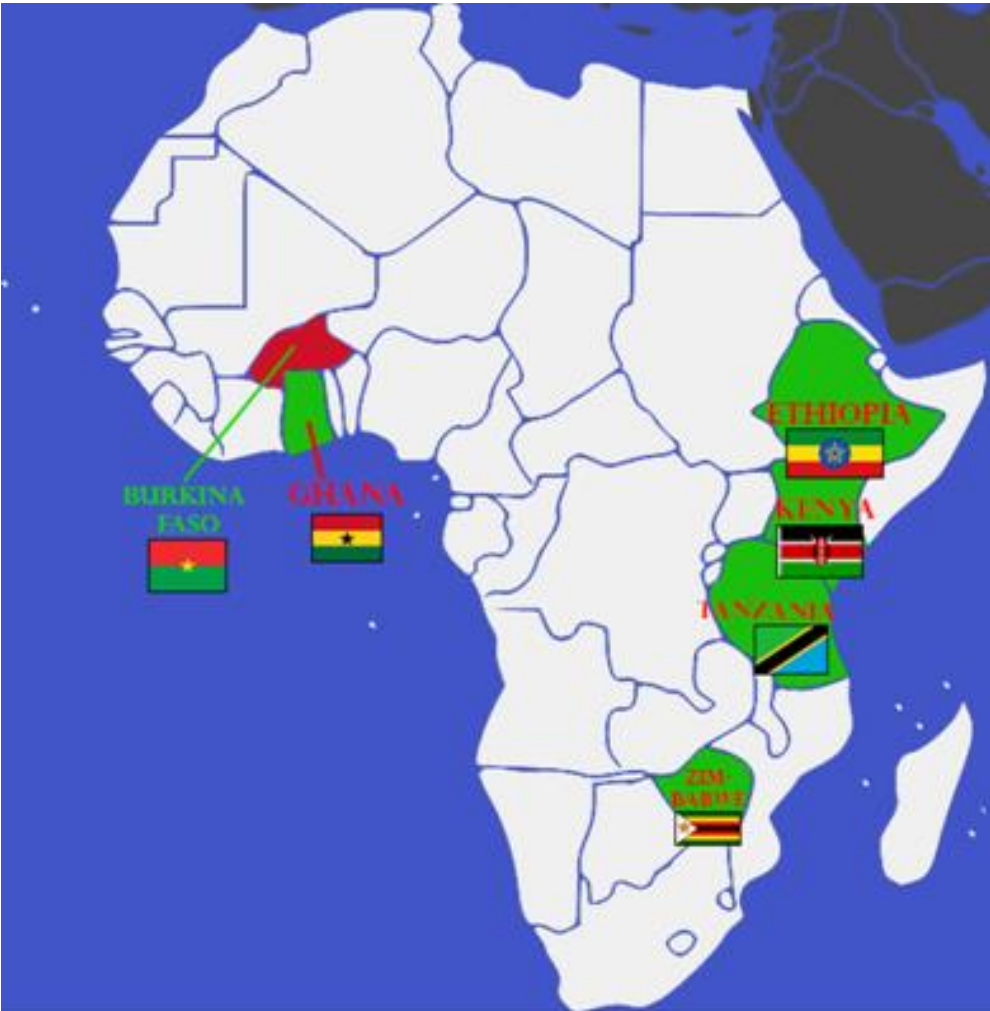 ETHIOPIA
BURKINA
FASO
GHANA
KENYA
TANZANIA
ZIM-
BABWE